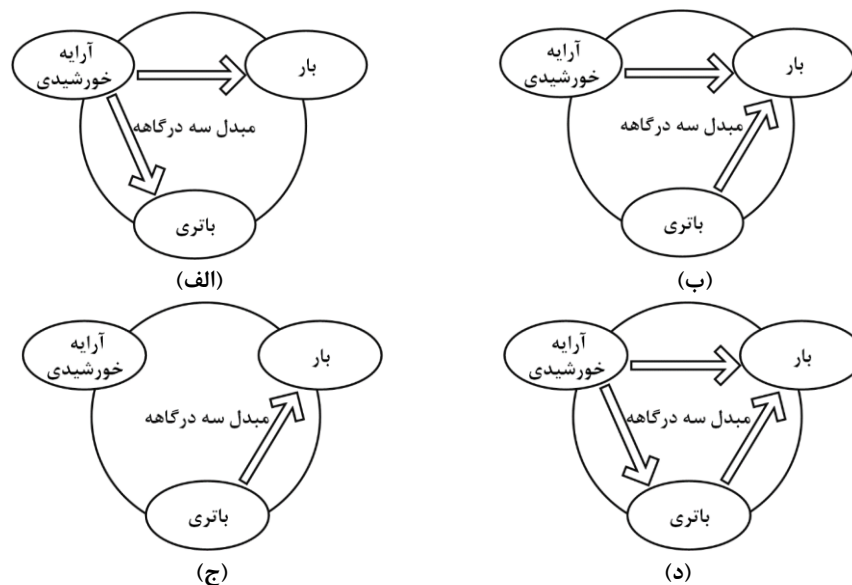 آرایه
خورشیدی
بار
مبدل سه درگاهه
باتری
(الف)
آرایه
خورشیدی
بار
مبدل سه درگاهه
باتری
(ب)
آرایه
خورشیدی
بار
مبدل سه درگاهه
باتری
(ج)
آرایه
خورشیدی
بار
مبدل سه درگاهه
باتری
(د)